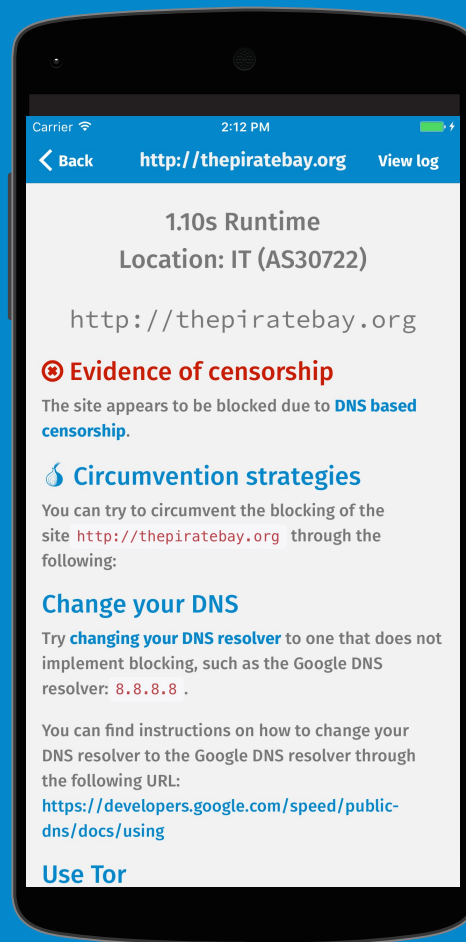 Carrier 2:12 PM
Back http://thepiratebay.org View log
1.10s Runtime
Location: IT (AS30722)
http://thepiratebay.org
Evidence of censorship
The site appears to be blocked due to DNS based
censorship.
Circumvention strategies
You can try to circumvent the blocking of the
site http://thepiratebay.org through the
following:
Change your DNS
Try changing your DNS resolver to one that does not
implement blocking, such as the Google DNS
resolver: 8.8.8.8 .
You can find instructions on how to change your
DNS resolver to the Google DNS resolver through
the following URL:
https://developers.google.com/speed/public-
dns/docs/using
Use Tor